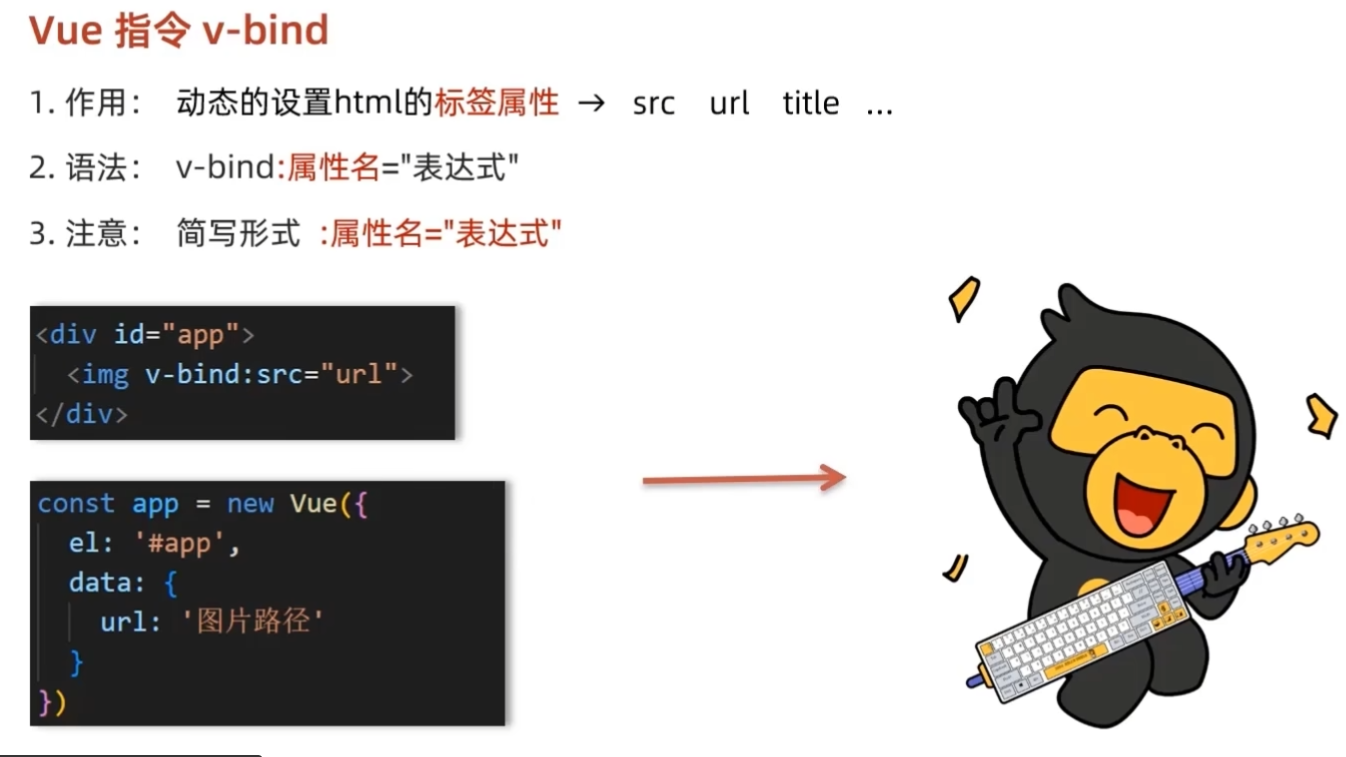 Vue 指令 v-bind
1. 作用： 动态的设置html的标签属性 → src url title ...
2. 语法： v-bind:属性名="表达式"
3. 注意： 简写形式 :属性名="表达式"
<div id="app">
<img v-bind:src="url">
</div>
const app = new Vue({
el: '#app',
data: {
url: '图片路径'
}
})